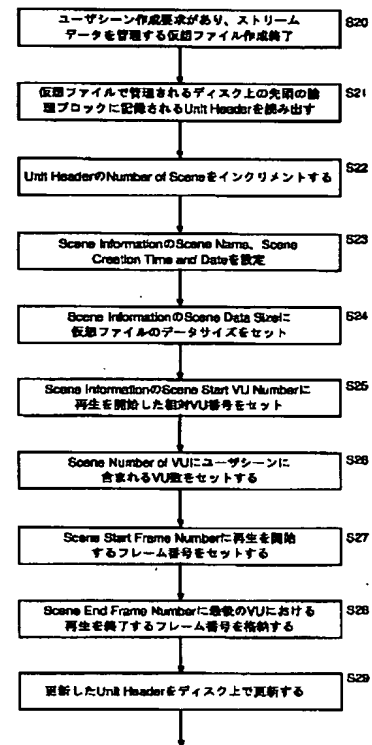 ユーザシーン作成要求があり、ストリーム
データを管理する仮想ファイル作成終了
S20
仮想ファイルで管理されるディスク上の先頭の論
理ブロックに記録されるUnit Headerを読み出す
S21
Unit HeaderのNumber of Sceneをインクリメントする
S22
Scene InformationのScene Name、Scene
Creation Time and Dateを設定
S23
Scene InformationのScene Data Sizeに
仮想ファイルのデータサイズをセット
S24
Scene InformationのScene Start VU Numberに
再生を開始した相対VU番号をセット
S25
Scene Number of VUにユーザシーンに
含まれるVU数をセットする
S26
Scene Start Frame Numberに再生を開始
するフレーム番号をセットする
S27
Scene End Frame Numberに最後のVUにおける
再生を終了するフレーム番号を格納する
S28
更新したUnit Headerをディスク上で更新する
S29